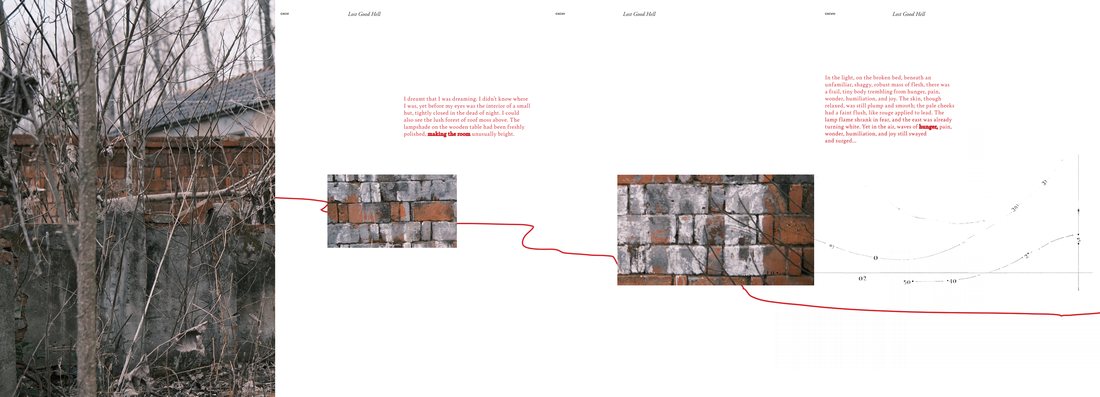 Lost Good Hell
Lost Good Hell
Lost Good Hell
I dreamt that I was dreaming. I didn't know where
I was, yet before my eyes was the interior of a small
hut, tightly closed in the dead of night. I could
also see the lush forest of roof moss above. The
lampshade on the wooden table had been freshly
polished, making the room unusually bright.
In the light, on the broken bed, beneath an
unfamiliar, shaggy, robust mass of flesh, there was
a frail, tiny body trembling from hunger, pain,
wonder, humiliation, and joy. The skin, though
relaxed, was still plump and smooth; the pale cheeks
had a faint flush, like rouge applied to lead. The
lamp flame shrunk in fear, and the east was already
turning white. Yet in the air, waves of hunger, pain,
wonder, humiliation, and joy still swayed
and surged...